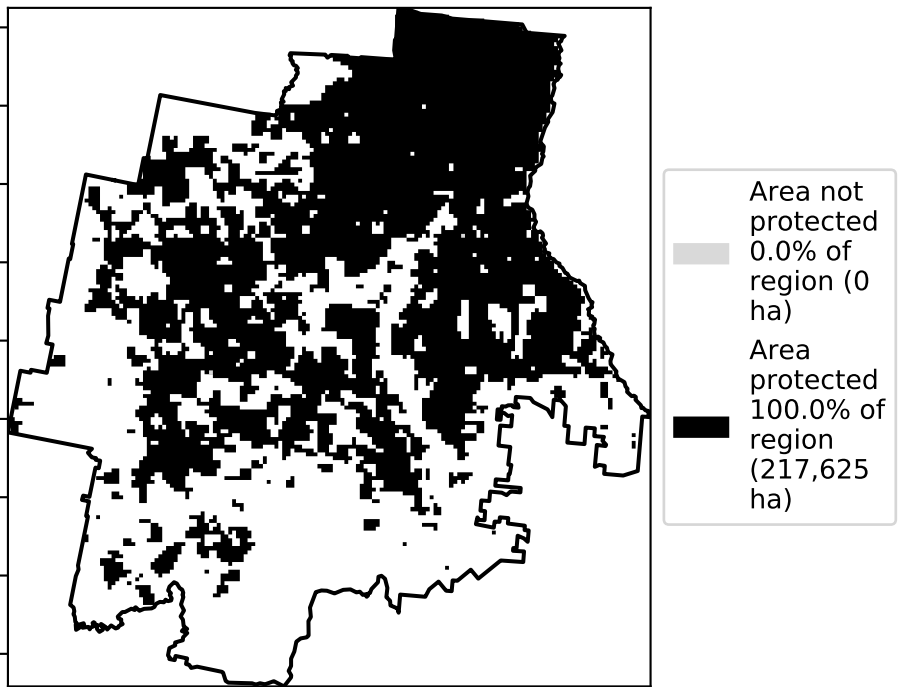 Area not
protected
0.0% of
region (0
ha)
Area
protected
100.0% of
region
(217,625
ha)